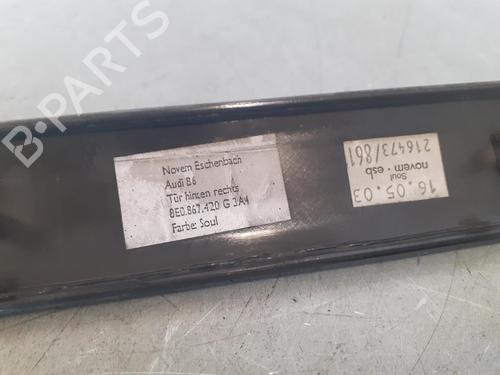 B-PARTS
Novem Eschenbach
Audi B6
Tür hinten rechts
8E0.867.420 G 3A4
Farbe: Soul
16.05.03
novem - esb
Soul
216473/861